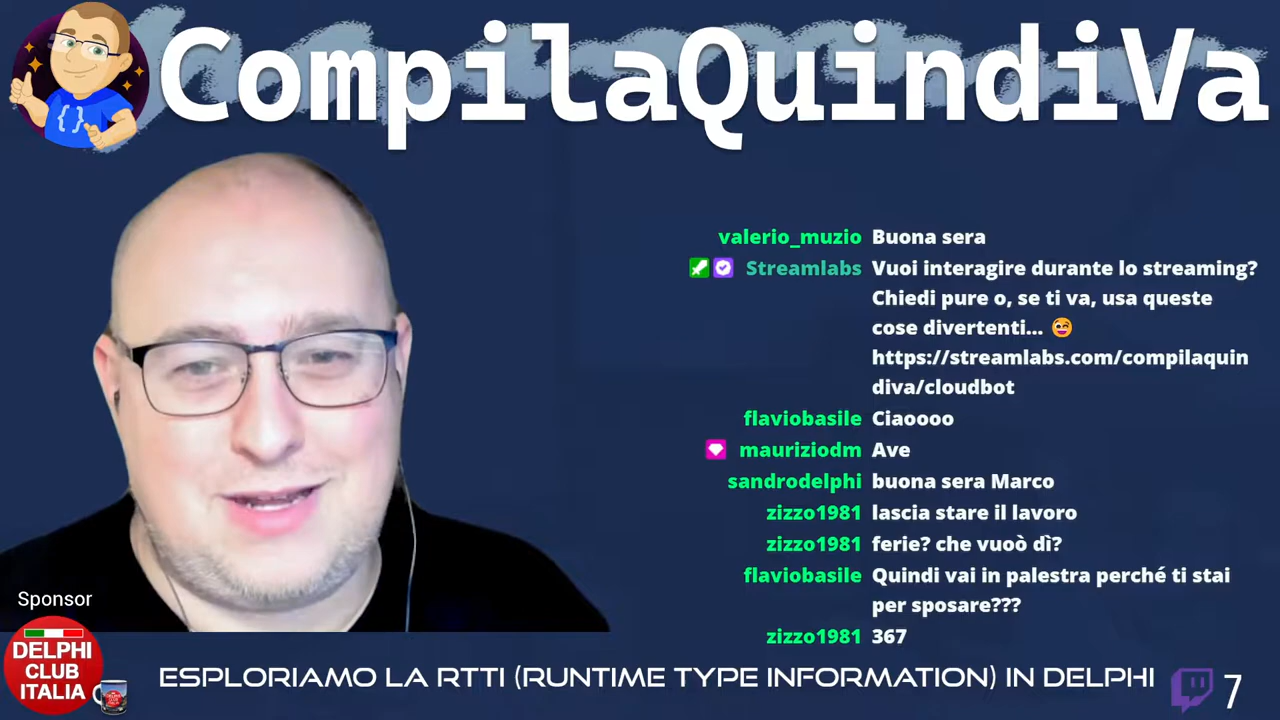 CompilaQuindiVa
{ }
valerio_muzio Buona sera
Streamlabs Vuoi interagire durante lo streaming?
Chiedi pure o, se ti va, usa queste
cose divertenti... 😄
https://streamlabs.com/compilaquin
diva/cloudbot
flaviobasile Ciaoooo
mauriziodm Ave
sandrodelphi buona sera Marco
zizzo1981 lascia stare il lavoro
zizzo1981 ferie? che vuoò dì?
flaviobasile Quindi vai in palestra perché ti stai
per sposare???
zizzo1981 367
Sponsor
DELPHI
CLUB
ITALIA
ESPLORIAMO LA RTTI (RUNTIME TYPE INFORMATION) IN DELPHI
7